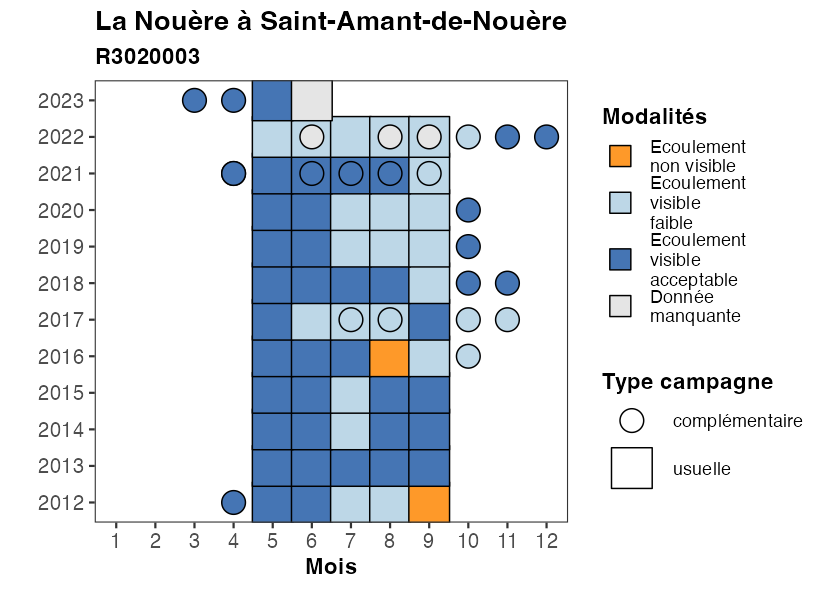 La Nouère à Saint-Amant-de-Nouère
R3020003
2023
2022
2021
2020
2019
2018
2017
2016
2015
2014
2013
2012
1 2 3 4 5 6 7 8 9 10 11 12
Mois
Modalités
Ecoulement
non visible
Ecoulement
visible
faible
Ecoulement
visible
acceptable
Donnée
manquante
Type campagne
complémentaire
usuelle